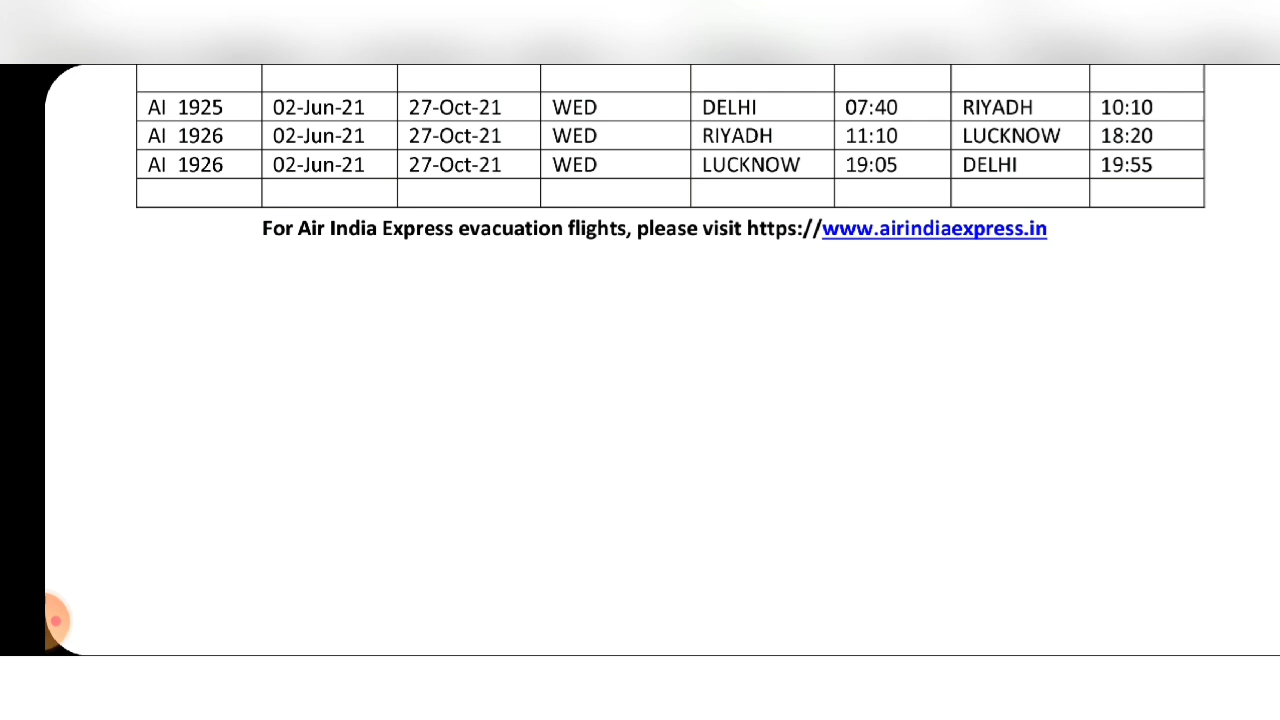 AI 1925 02-Jun-21 27-Oct-21 WED DELHI 07:40 RIYADH 10:10
AI 1926 02-Jun-21 27-Oct-21 WED RIYADH 11:10 LUCKNOW 18:20
AI 1926 02-Jun-21 27-Oct-21 WED LUCKNOW 19:05 DELHI 19:55
For Air India Express evacuation flights, please visit https://www.airindiaexpress.in